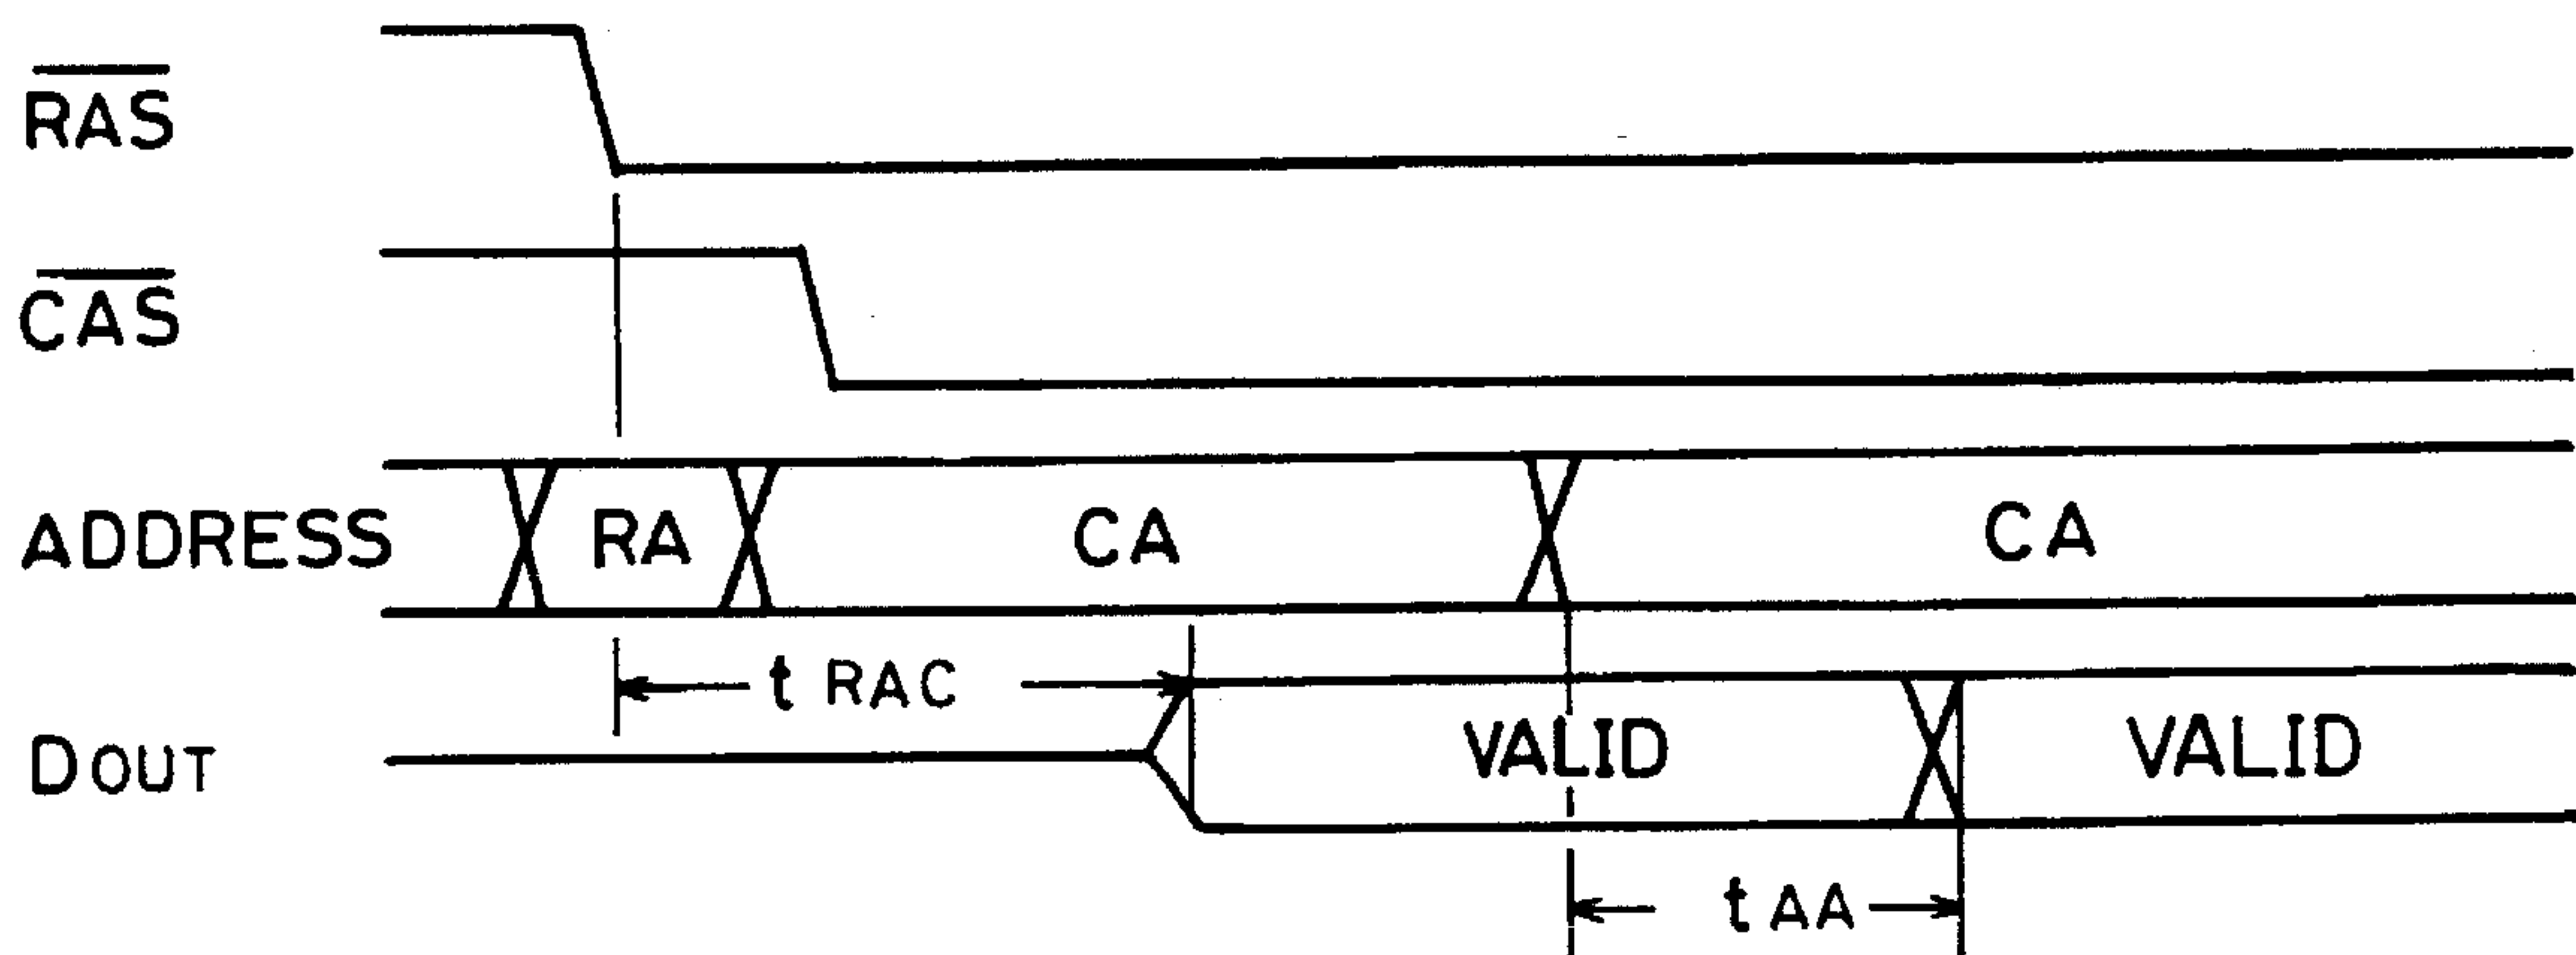 RAS
CAS
ADDRESS RA CA CA
t RAC
DOUT VALID VALID
t AA